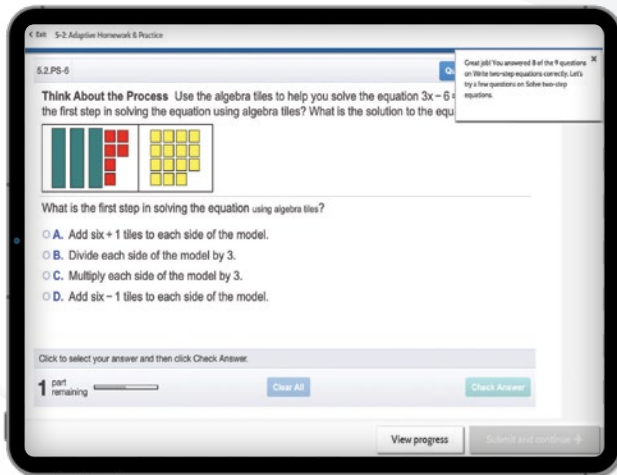 < Exit 5-2: Adaptive Homework & Practice
5.2.PS-6
Great job! You answered 8 of the 9 questions
on Write two-step equations correctly. Let's
try a few questions on Solve two-step
equations.
×
Think About the Process Use the algebra tiles to help you solve the equation 3x – 6 =
the first step in solving the equation using algebra tiles? What is the solution to the equ
What is the first step in solving the equation using algebra tiles?
A. Add six + 1 tiles to each side of the model.
B. Divide each side of the model by 3.
C. Multiply each side of the model by 3.
D. Add six – 1 tiles to each side of the model.
Click to select your answer and then click Check Answer.
1 part
remaining
Clear All
Check Answer
View progress
Submit and continue →